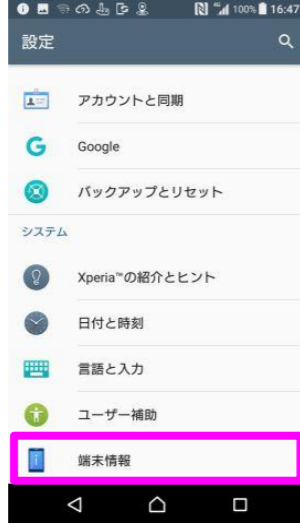 100% 16:47
設定
アカウントと同期
Google
バックアップとリセット
システム
Xperia™の紹介とヒント
日付と時刻
言語と入力
ユーザー補助
端末情報